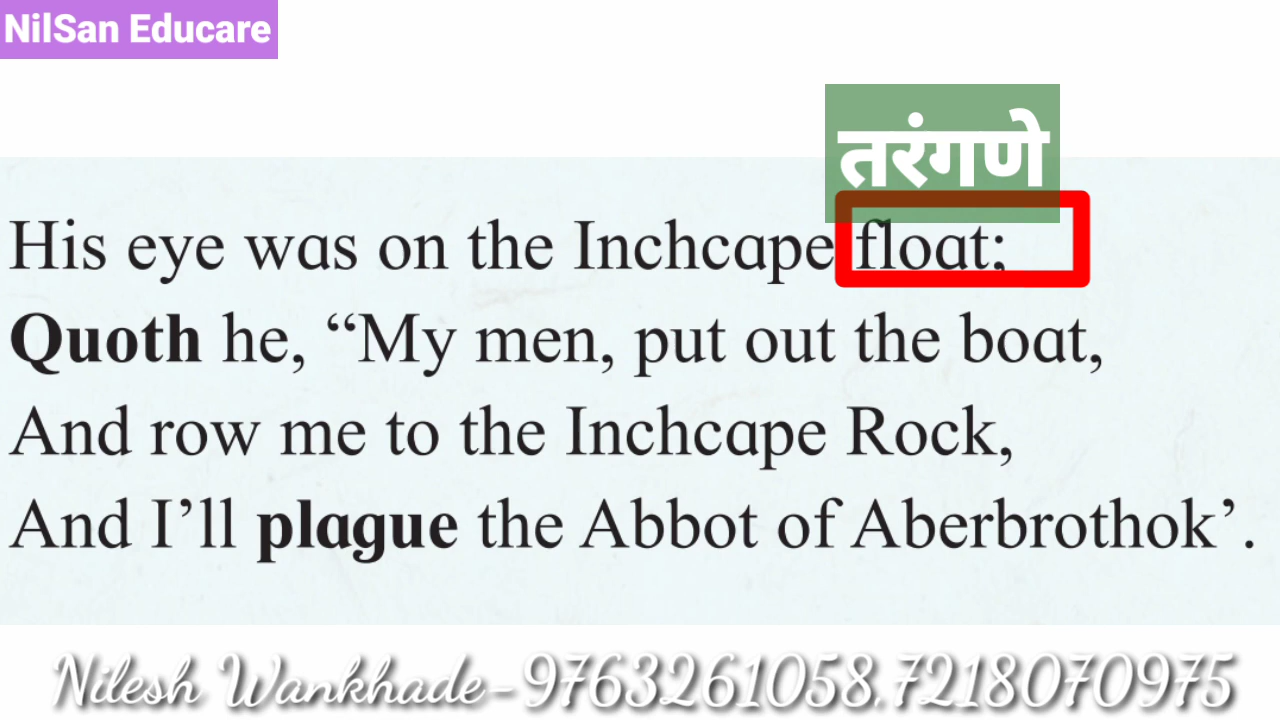 NilSan Educare
तरंगणे
His eye was on the Inchcape float;
Quoth he, “My men, put out the boat,
And row me to the Inchcape Rock,
And I’ll plague the Abbot of Aberbrothok’.
Nilesh Wankhade-9763261058,7218070975